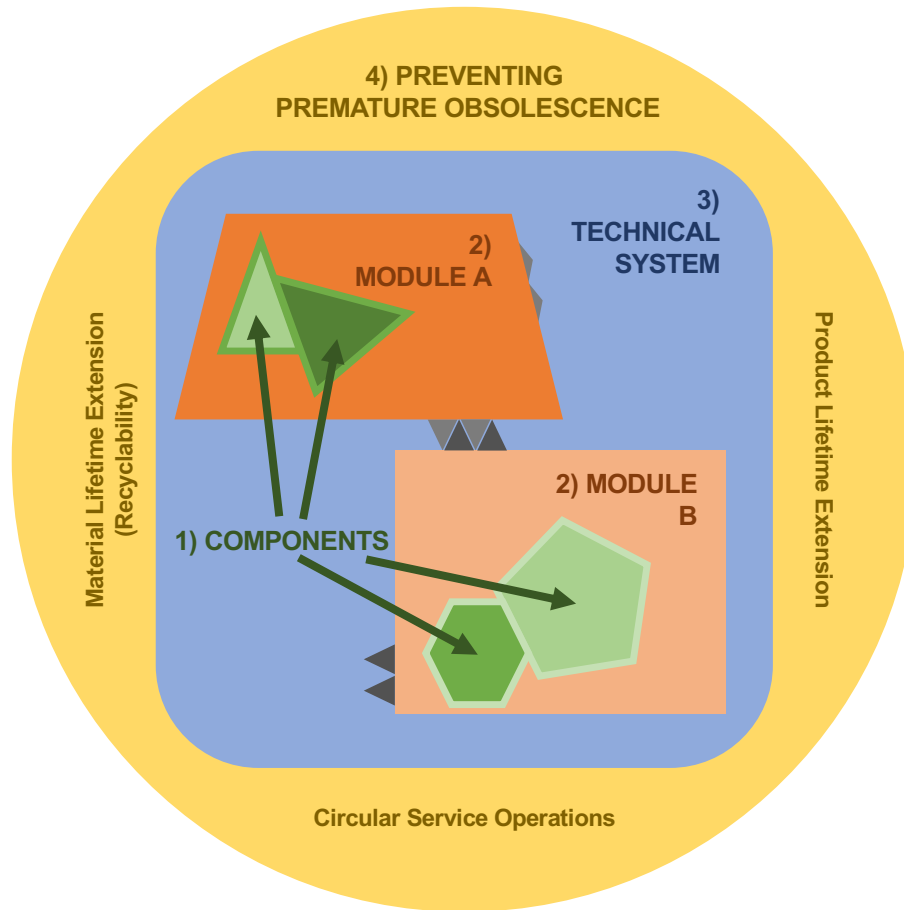 4) PREVENTING
PREMATURE OBSOLESCENCE
3)
TECHNICAL
SYSTEM
2)
MODULE A
Material Lifetime Extension
(Recyclability)
Product Lifetime Extension
2) MODULE
B
1) COMPONENTS
Circular Service Operations